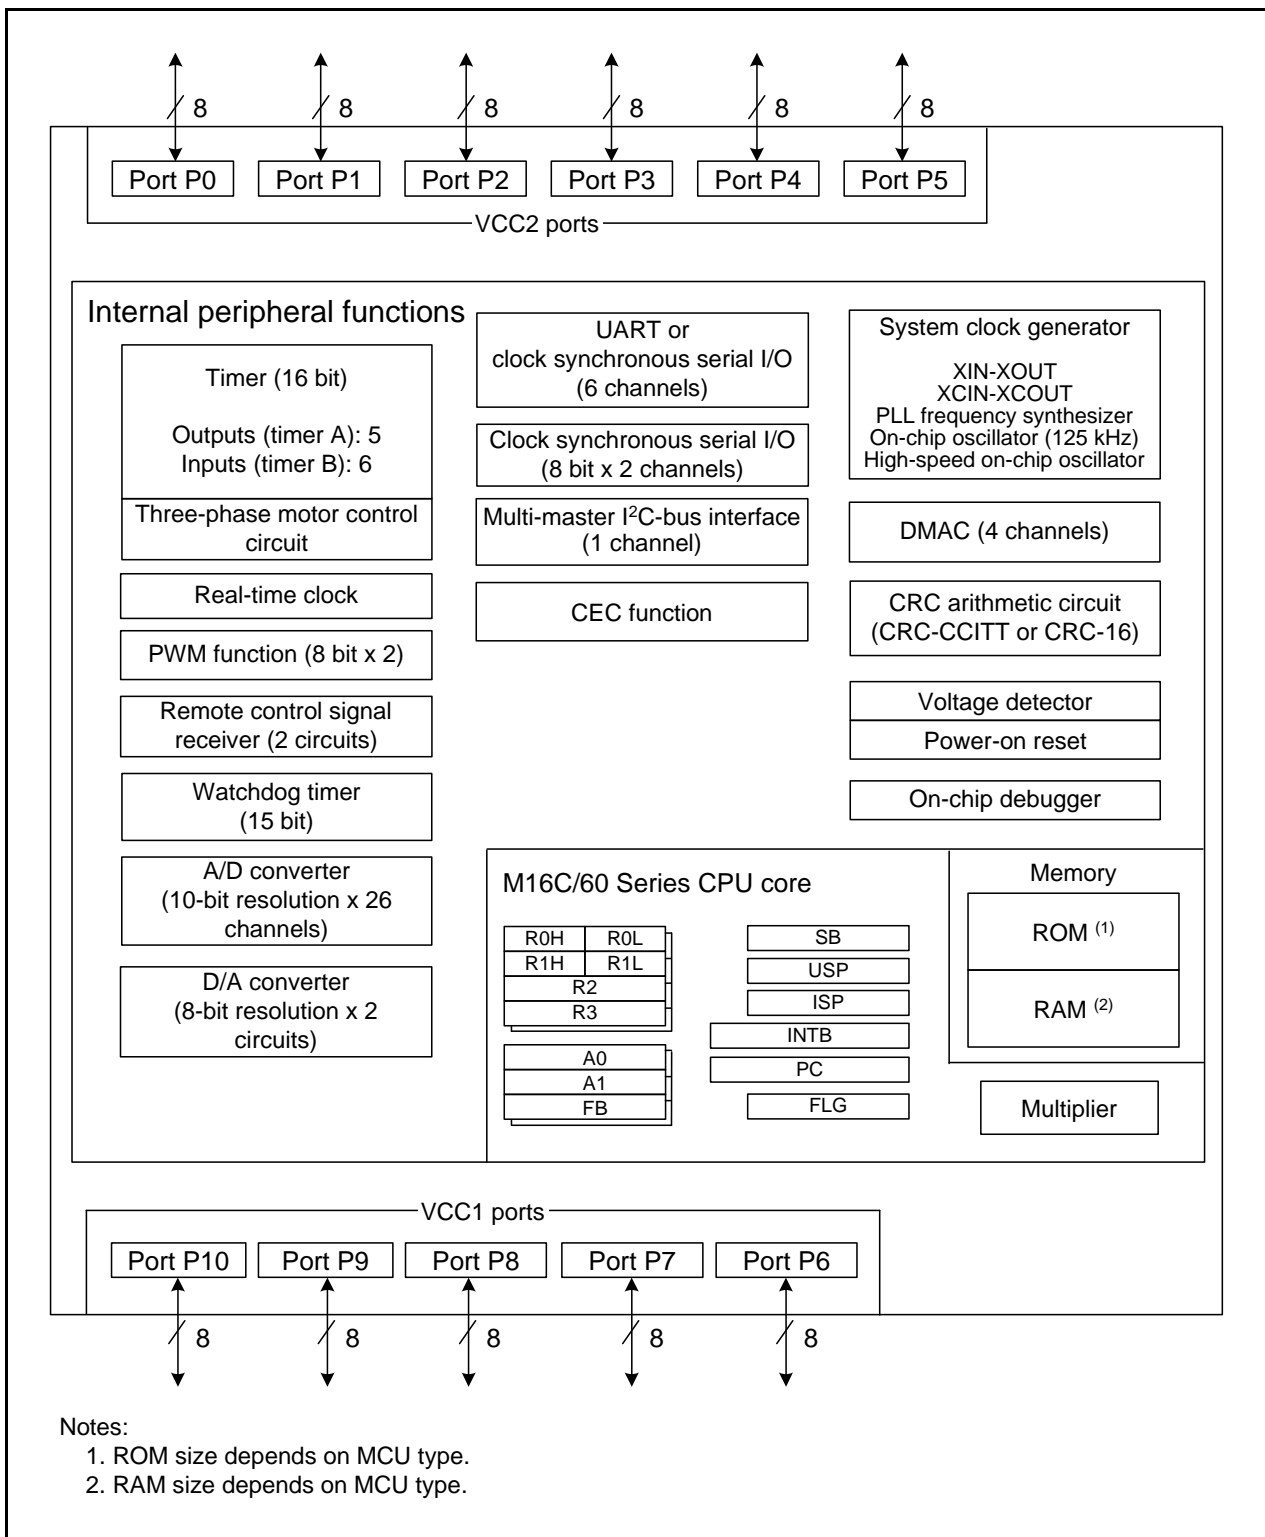 8 8 8 8 8 8
Port P0 Port P1 Port P2 Port P3 Port P4 Port P5
VCC2 ports
Internal peripheral functions
Timer (16 bit)
Outputs (timer A): 5
Inputs (timer B): 6
Three-phase motor control
circuit
Real-time clock
PWM function (8 bit x 2)
Remote control signal
receiver (2 circuits)
Watchdog timer
(15 bit)
A/D converter
(10-bit resolution x 26
channels)
D/A converter
(8-bit resolution x 2
circuits)
UART or
clock synchronous serial I/O
(6 channels)
Clock synchronous serial I/O
(8 bit x 2 channels)
Multi-master I²C-bus interface
(1 channel)
CEC function
System clock generator
XIN-XOUT
XCIN-XCOUT
PLL frequency synthesizer
On-chip oscillator (125 kHz)
High-speed on-chip oscillator
DMAC (4 channels)
CRC arithmetic circuit
(CRC-CCITT or CRC-16)
Voltage detector
Power-on reset
On-chip debugger
M16C/60 Series CPU core
R0H R0L
R1H R1L
R2
R3
A0
A1
FB
SB
USP
ISP
INTB
PC
FLG
Memory
ROM (1)
RAM (2)
Multiplier
VCC1 ports
Port P10 Port P9 Port P8 Port P7 Port P6
8 8 8 8 8
Notes:
1. ROM size depends on MCU type.
2. RAM size depends on MCU type.